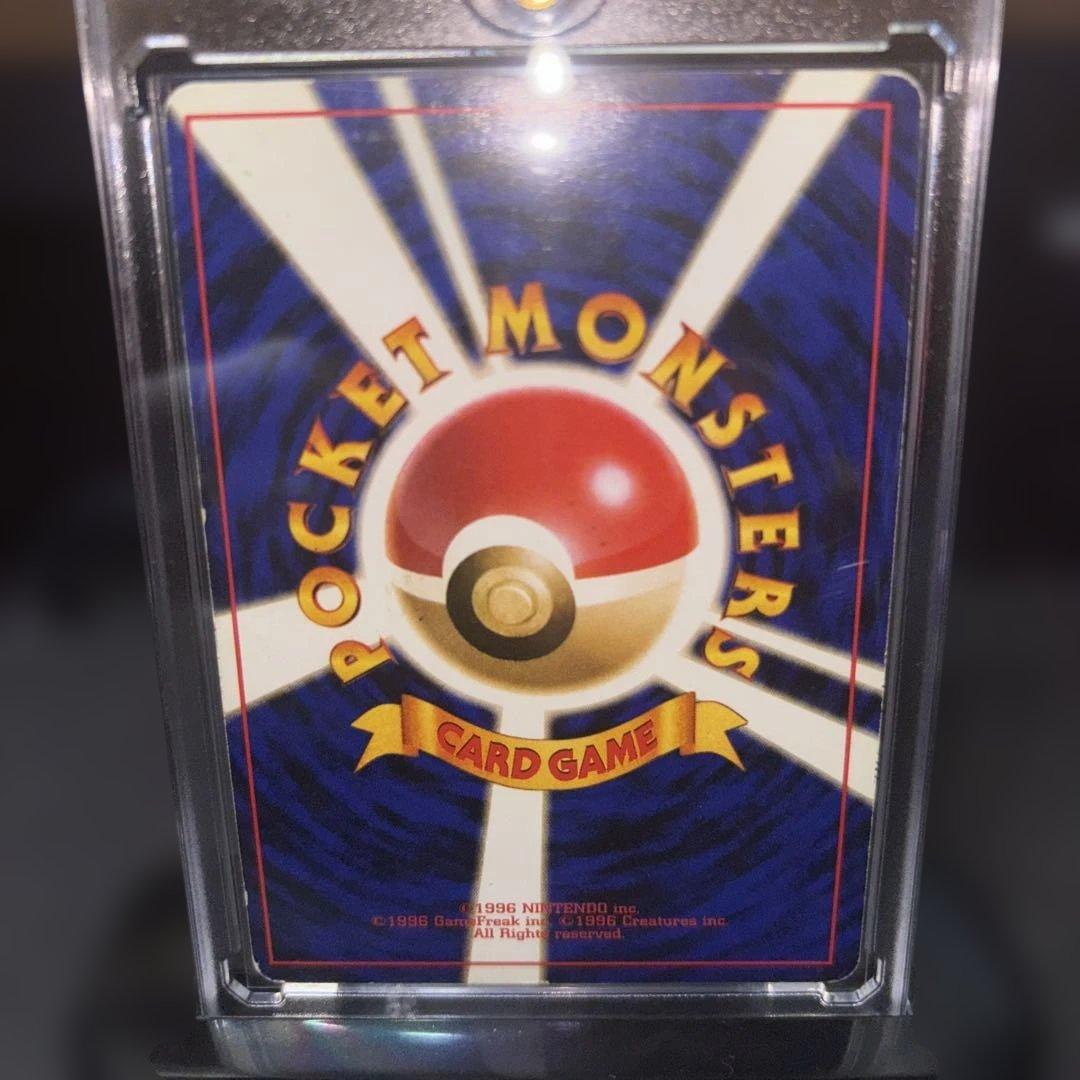 POCKET MONSTERS
CARD GAME
©1996 NINTENDO inc.
©1996 GameFreak inc. ©1996 Creatures inc.
All Rights reserved.